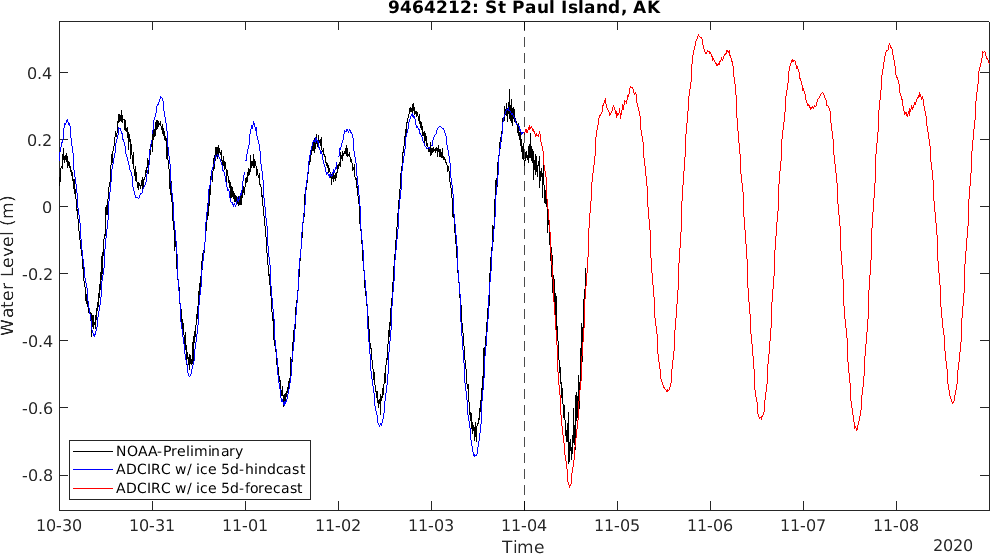 9464212: St Paul Island, AK
Water Level (m)
0.4
0.2
0
-0.2
-0.4
-0.6
-0.8
NOAA-Preliminary
ADCIRC w/ ice 5d-hindcast
ADCIRC w/ ice 5d-forecast
10-30 10-31 11-01 11-02 11-03 11-04 11-05 11-06 11-07 11-08
Time
2020